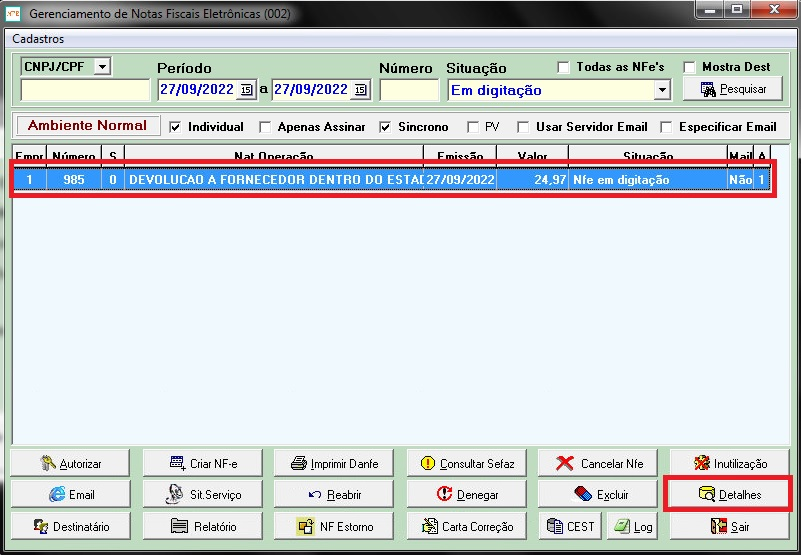 NFE Gerenciamento de Notas Fiscais Eletrônicas (002)
Cadastros
CNPJ/CPF Período Número Situação Todas as NFe's Mostra Dest
27/09/2022 15 a 27/09/2022 15 Em digitação Pesquisar
Ambiente Normal Individual Apenas Assinar Sincrono PV Usar Servidor Email Especificar Email
Empr Número S Nat.Operação Emissão Valor Situação Mail A
1 985 0 DEVOLUCAO A FORNECEDOR DENTRO DO ESTAD 27/09/2022 24,97 Nfe em digitação Não 1
Autorizar Criar NF-e Imprimir Danfe Consultar Sefaz Cancelar Nfe Inutilização
Email Sit.Serviço Reabrir Denegar Excluir Detalhes
Destinatário Relatório NF Estorno Carta Correção CEST Log Sair